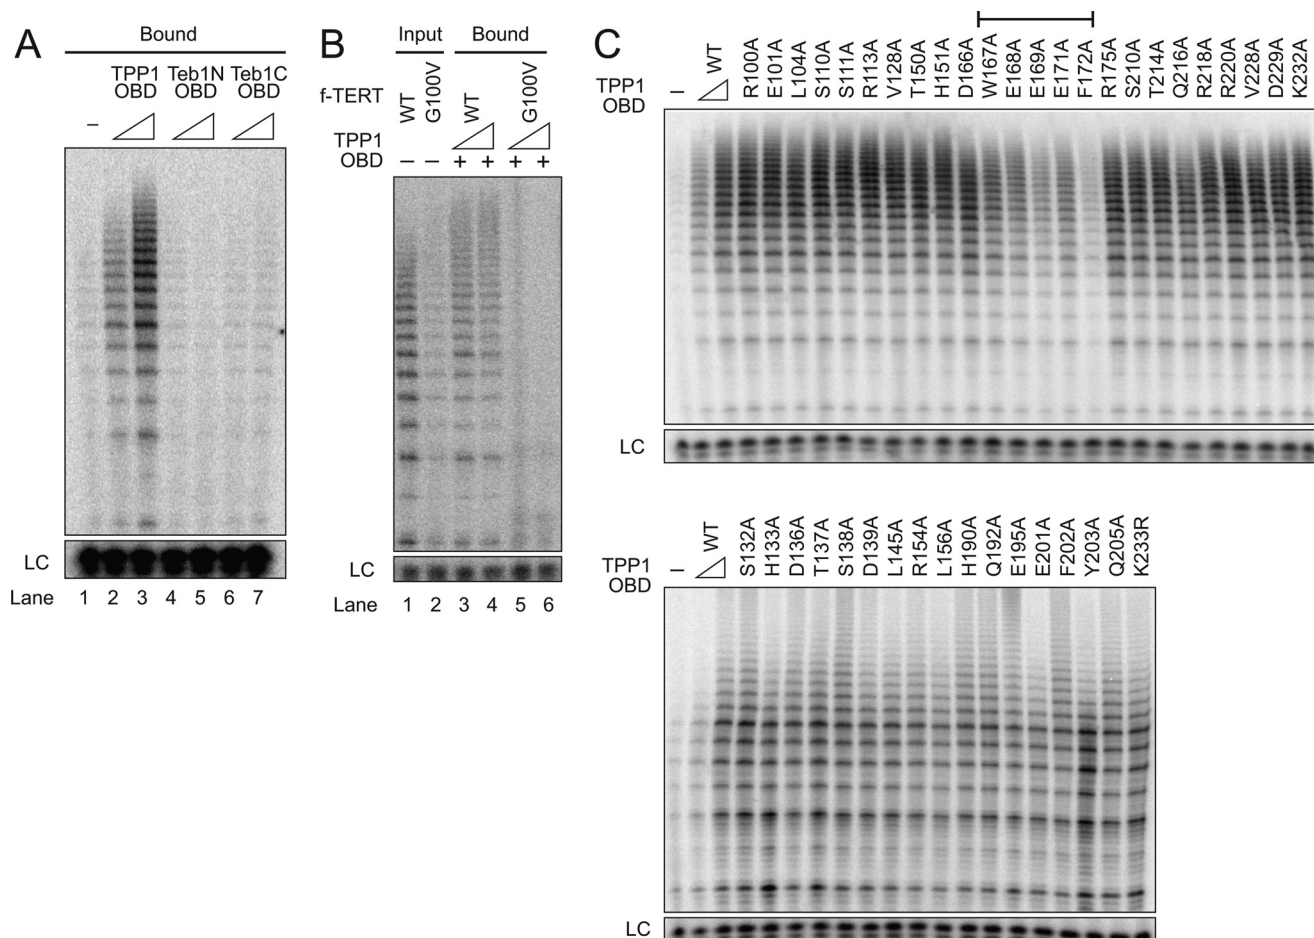 A
Bound
TPP1 OBD
Teb1N OBD
Teb1C OBD
–
LC
Lane 1 2 3 4 5 6 7
B
Input Bound
f-TERT WT G100V WT G100V
TPP1 OBD – – + + + +
LC
Lane 1 2 3 4 5 6
C
TPP1 OBD – WT R100A E101A L104A S110A S111A R113A V128A T150A H151A D166A W167A E168A E169A E171A F172A R175A S210A T214A Q216A R218A R220A V228A D229A K232A
LC
TPP1 OBD – WT S132A H133A D136A T137A S138A D139A L145A R154A L156A H190A Q192A E195A E201A F202A Y203A Q205A K233R
LC